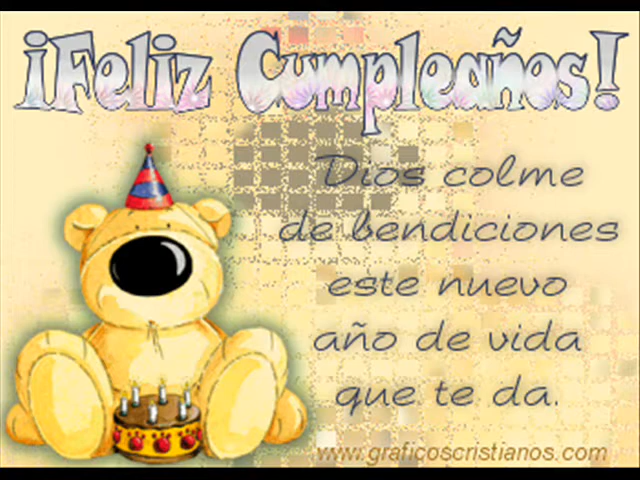 ¡Feliz Cumpleaños!
Dios colme
de bendiciones
este nuevo
año de vida
que te da.
www.graficoscristianos.com